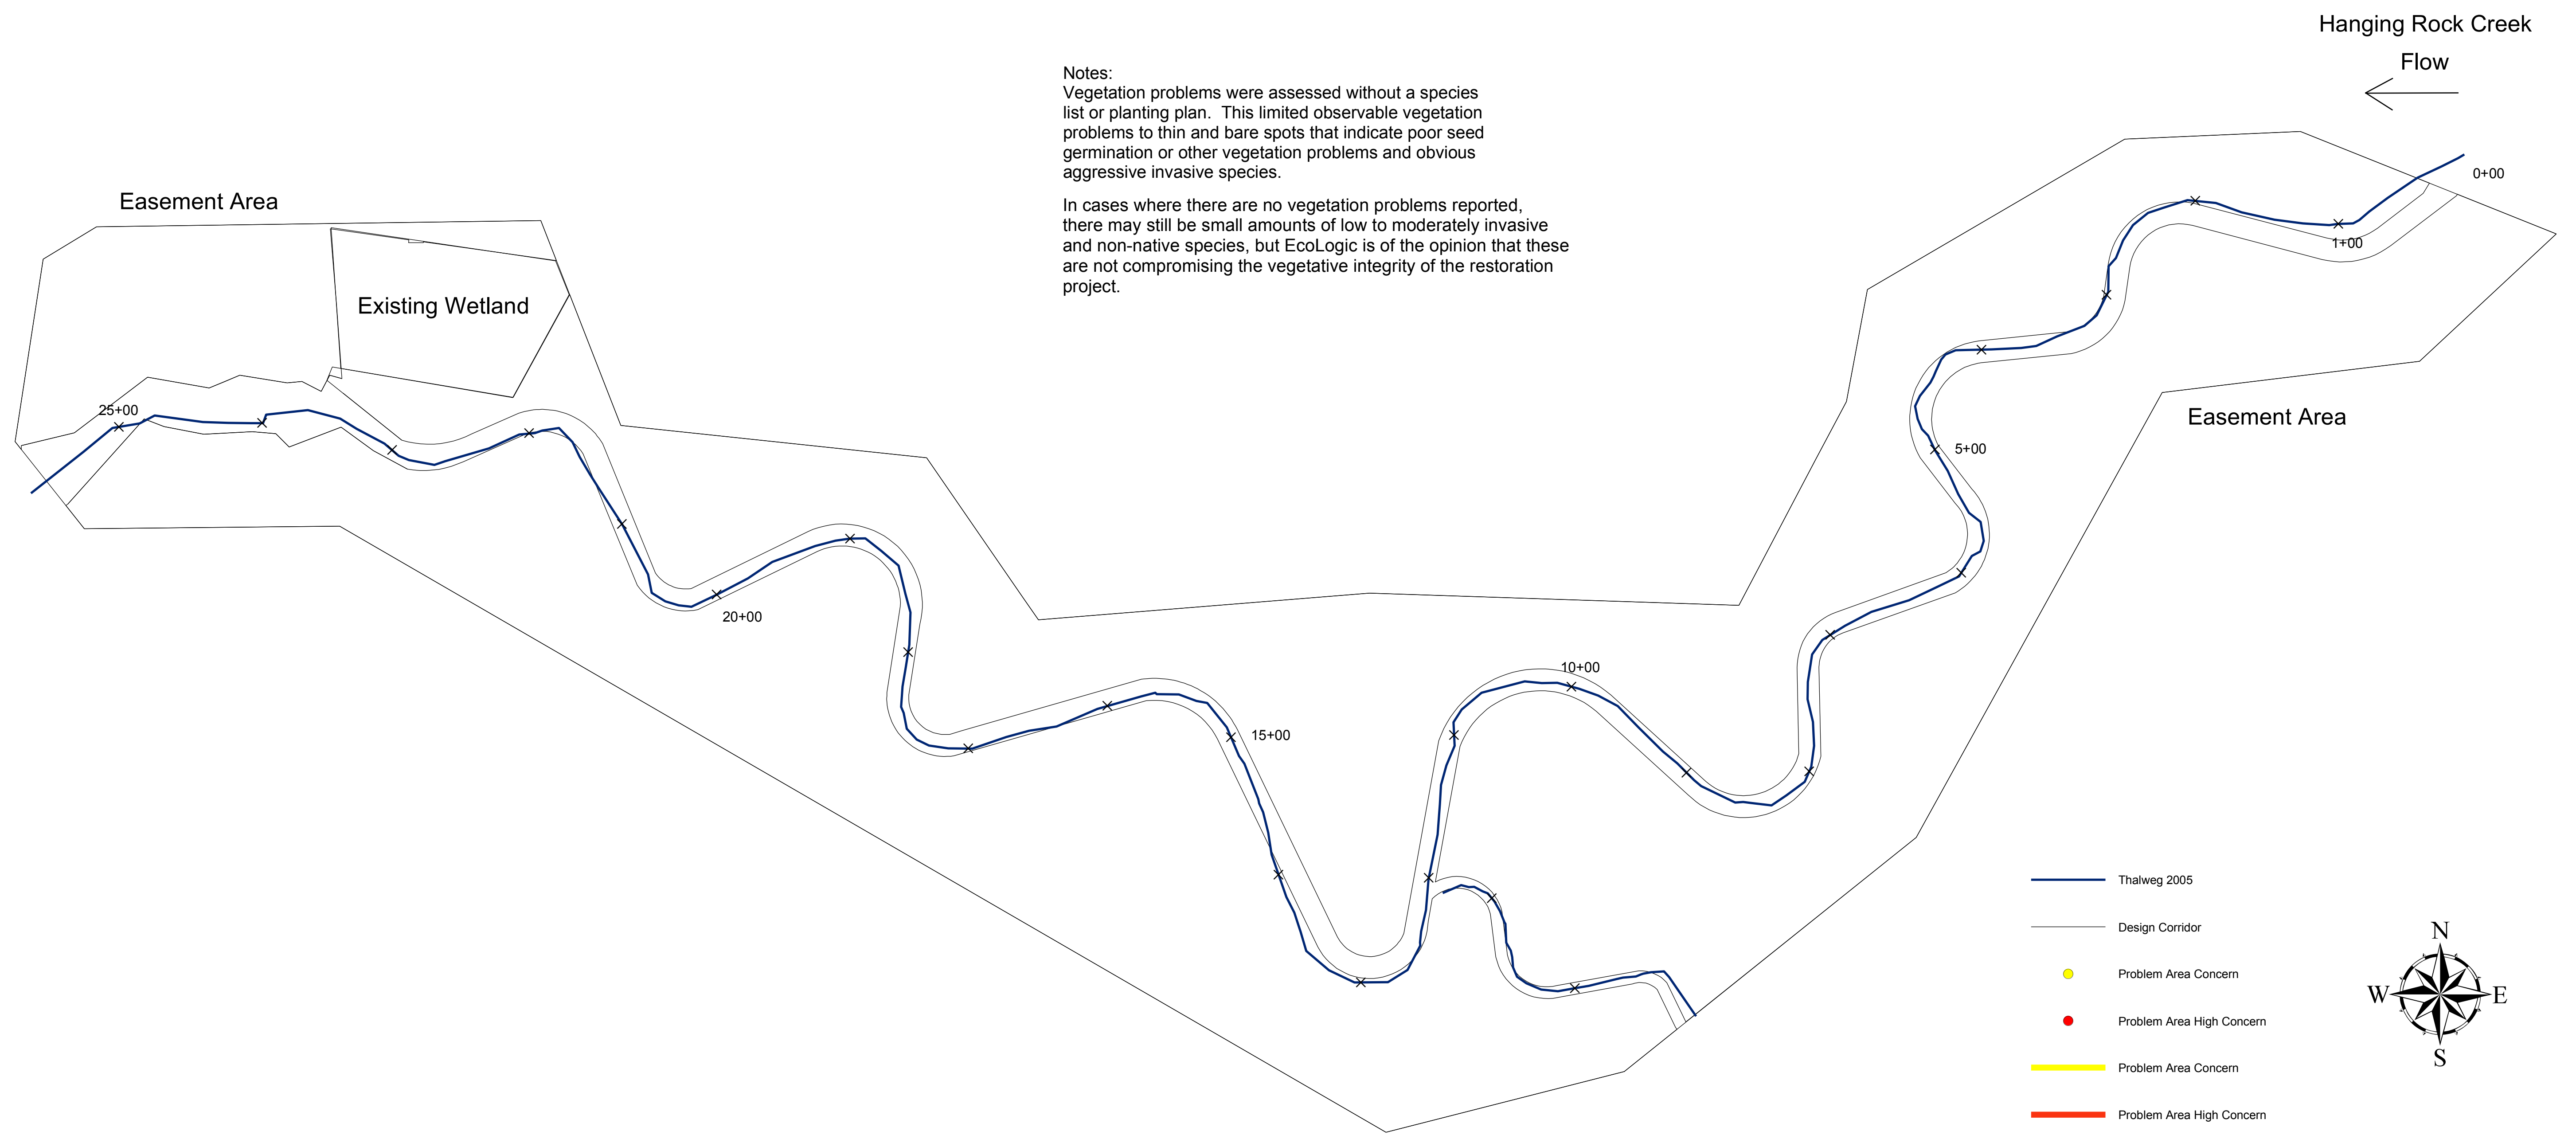 Hanging Rock Creek
Flow
Notes:
Vegetation problems were assessed without a species
list or planting plan.  This limited observable vegetation
problems to thin and bare spots that indicate poor seed
germination or other vegetation problems and obvious
aggressive invasive species.
In cases where there are no vegetation problems reported,
there may still be small amounts of low to moderately invasive
and non-native species, but EcoLogic is of the opinion that these
are not compromising the vegetative integrity of the restoration
project.
0+00
Easement Area
1+00
Existing Wetland
25+00
Easement Area
5+00
20+00
10+00
15+00
Thalweg 2005
Design Corridor
Problem Area Concern
Problem Area High Concern
Problem Area Concern
Problem Area High Concern
N
W
E
S